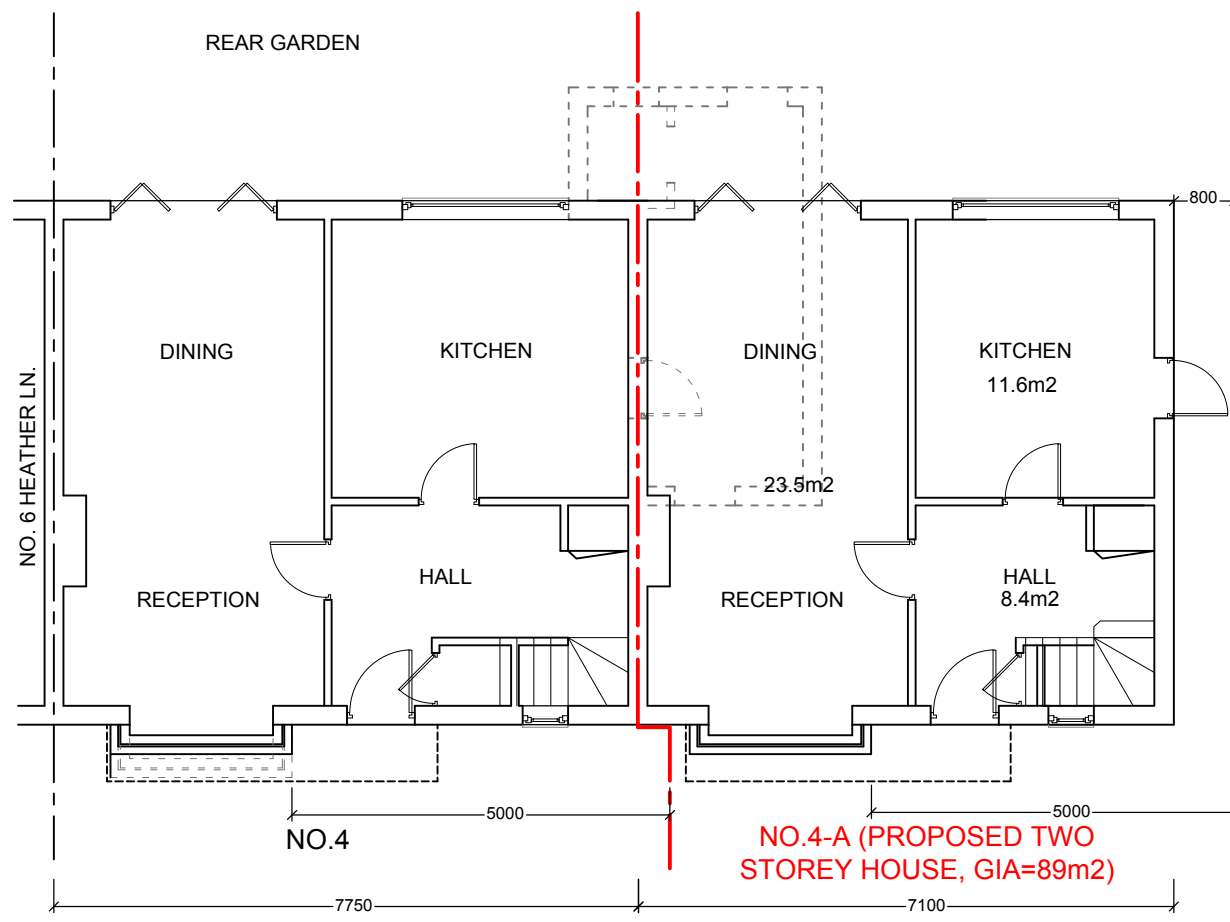 REAR GARDEN
800
DINING
KITCHEN
DINING
KITCHEN
11.6m2
NO. 6 HEATHER LN.
23.5m2
HALL
HALL
RECEPTION
RECEPTION
8.4m2
5000
5000
NO.4
NO.4-A (PROPOSED TWO
STOREY HOUSE, GIA=89m2)
7750
7100